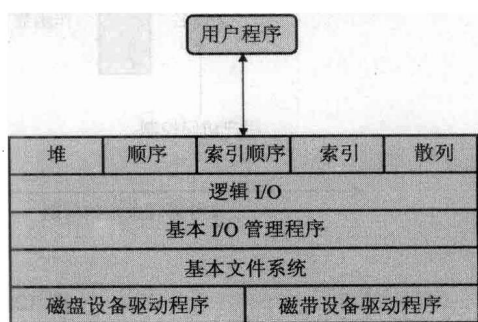 用户程序
堆 顺序 索引顺序 索引 散列
逻辑 I/O
基本 I/O 管理程序
基本文件系统
磁盘设备驱动程序 磁带设备驱动程序